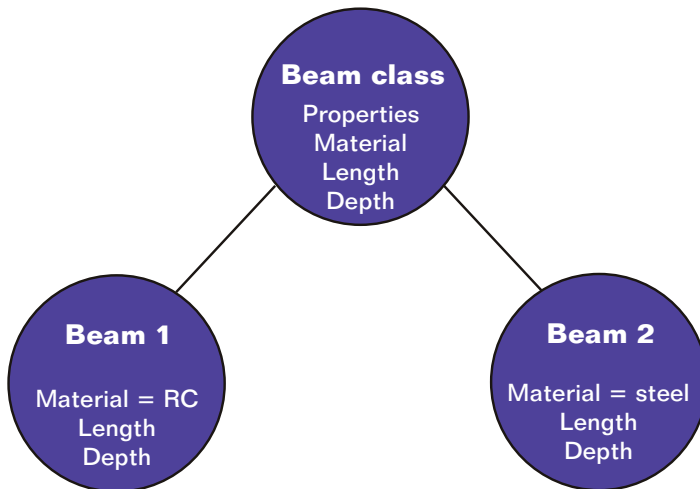 Beam class
Properties
Material
Length
Depth
Beam 1
Material = RC
Length
Depth
Beam 2
Material = steel
Length
Depth